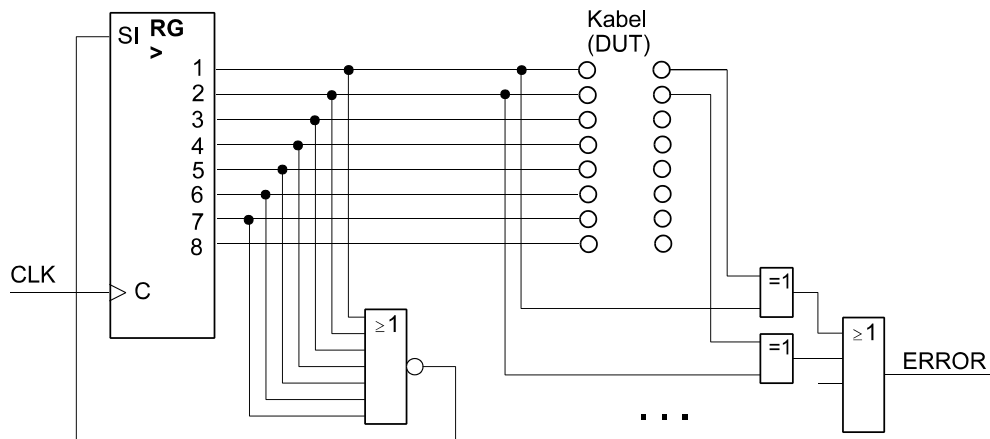 SI RG
>
Kabel
(DUT)
1
2
3
4
5
6
7
8
CLK
C
≥1
=1
=1
≥1
ERROR
. . .